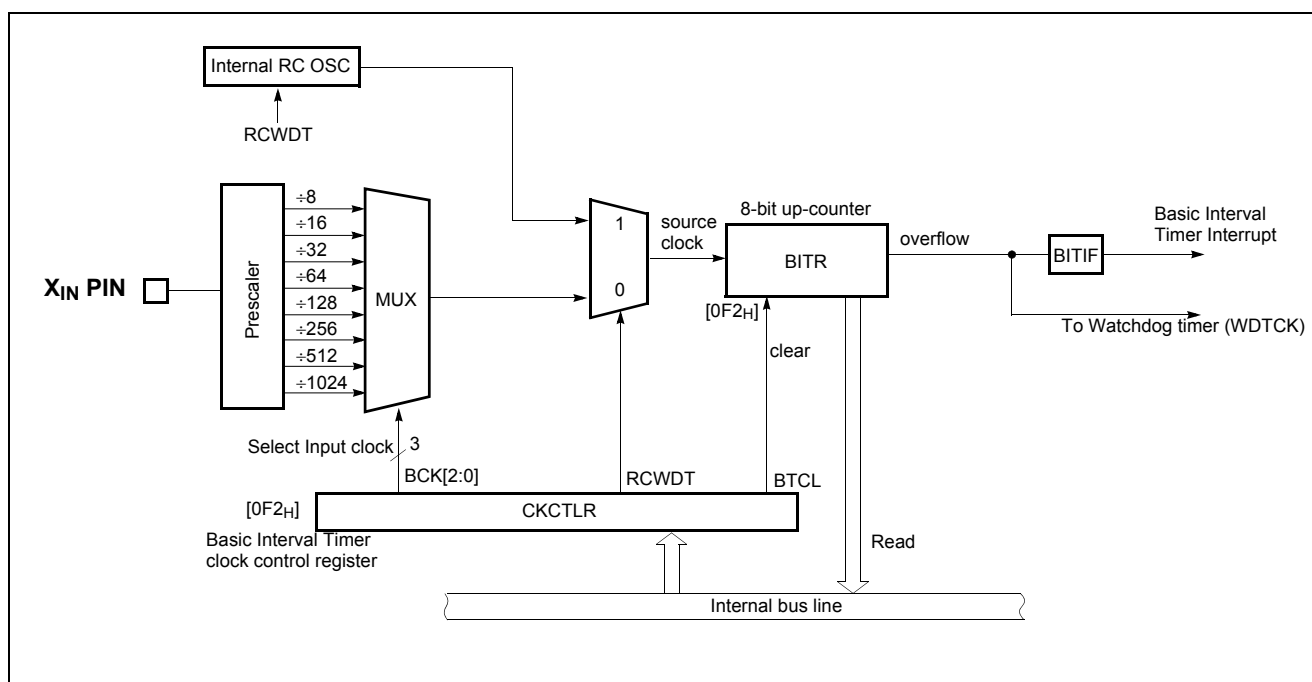 Internal RC OSC
RCWDT
÷8
÷16
÷32
÷64
÷128
÷256
÷512
÷1024
XIN PIN
Prescaler
MUX
1
0
source
clock
8-bit up-counter
BITR
[0F2H]
overflow
BITIF
Basic Interval
Timer Interrupt
To Watchdog timer (WDTCK)
clear
Select Input clock
3
BCK[2:0]
RCWDT
BTCL
[0F2H]
CKCTLR
Basic Interval Timer
clock control register
Read
Internal bus line